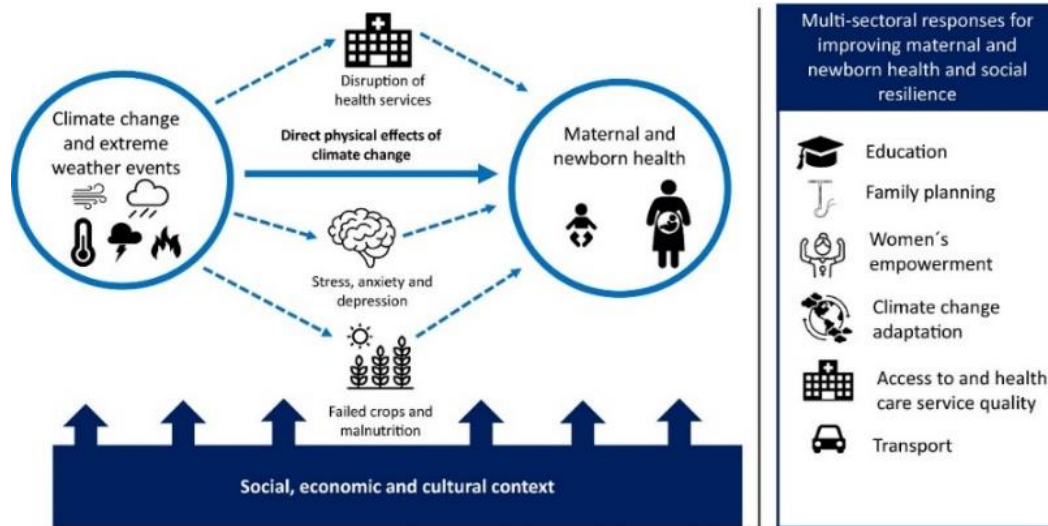 Disruption of
health services
Climate change
and extreme
weather events
Direct physical effects of
climate change
Maternal and
newborn health
Stress, anxiety and
depression
Failed crops and
malnutrition
Social, economic and cultural context
Multi-sectoral responses for
improving maternal and
newborn health and social
resilience
Education
Family planning
Women´s
empowerment
Climate change
adaptation
Access to and health
care service quality
Transport